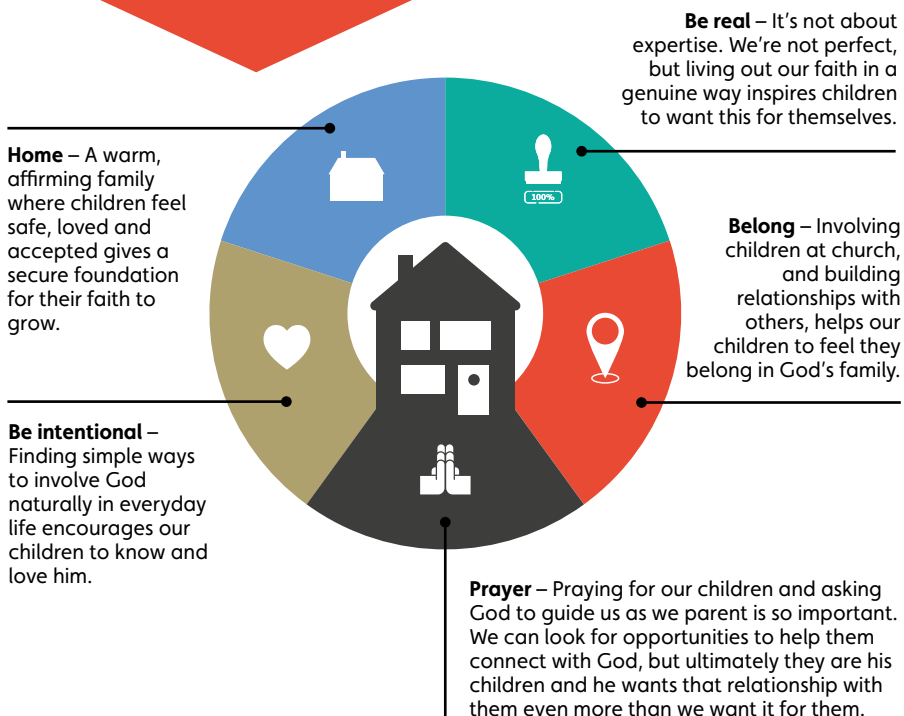 Be real – It’s not about
expertise. We’re not perfect,
but living out our faith in a
genuine way inspires children
to want this for themselves.
Home – A warm,
affirming family
where children feel
safe, loved and
accepted gives a
secure foundation
for their faith to
grow.
100%
Belong – Involving
children at church,
and building
relationships with
others, helps our
children to feel they
belong in God’s family.
Be intentional –
Finding simple ways
to involve God
naturally in everyday
life encourages our
children to know and
love him.
Prayer – Praying for our children and asking
God to guide us as we parent is so important.
We can look for opportunities to help them
connect with God, but ultimately they are his
children and he wants that relationship with
them even more than we want it for them.